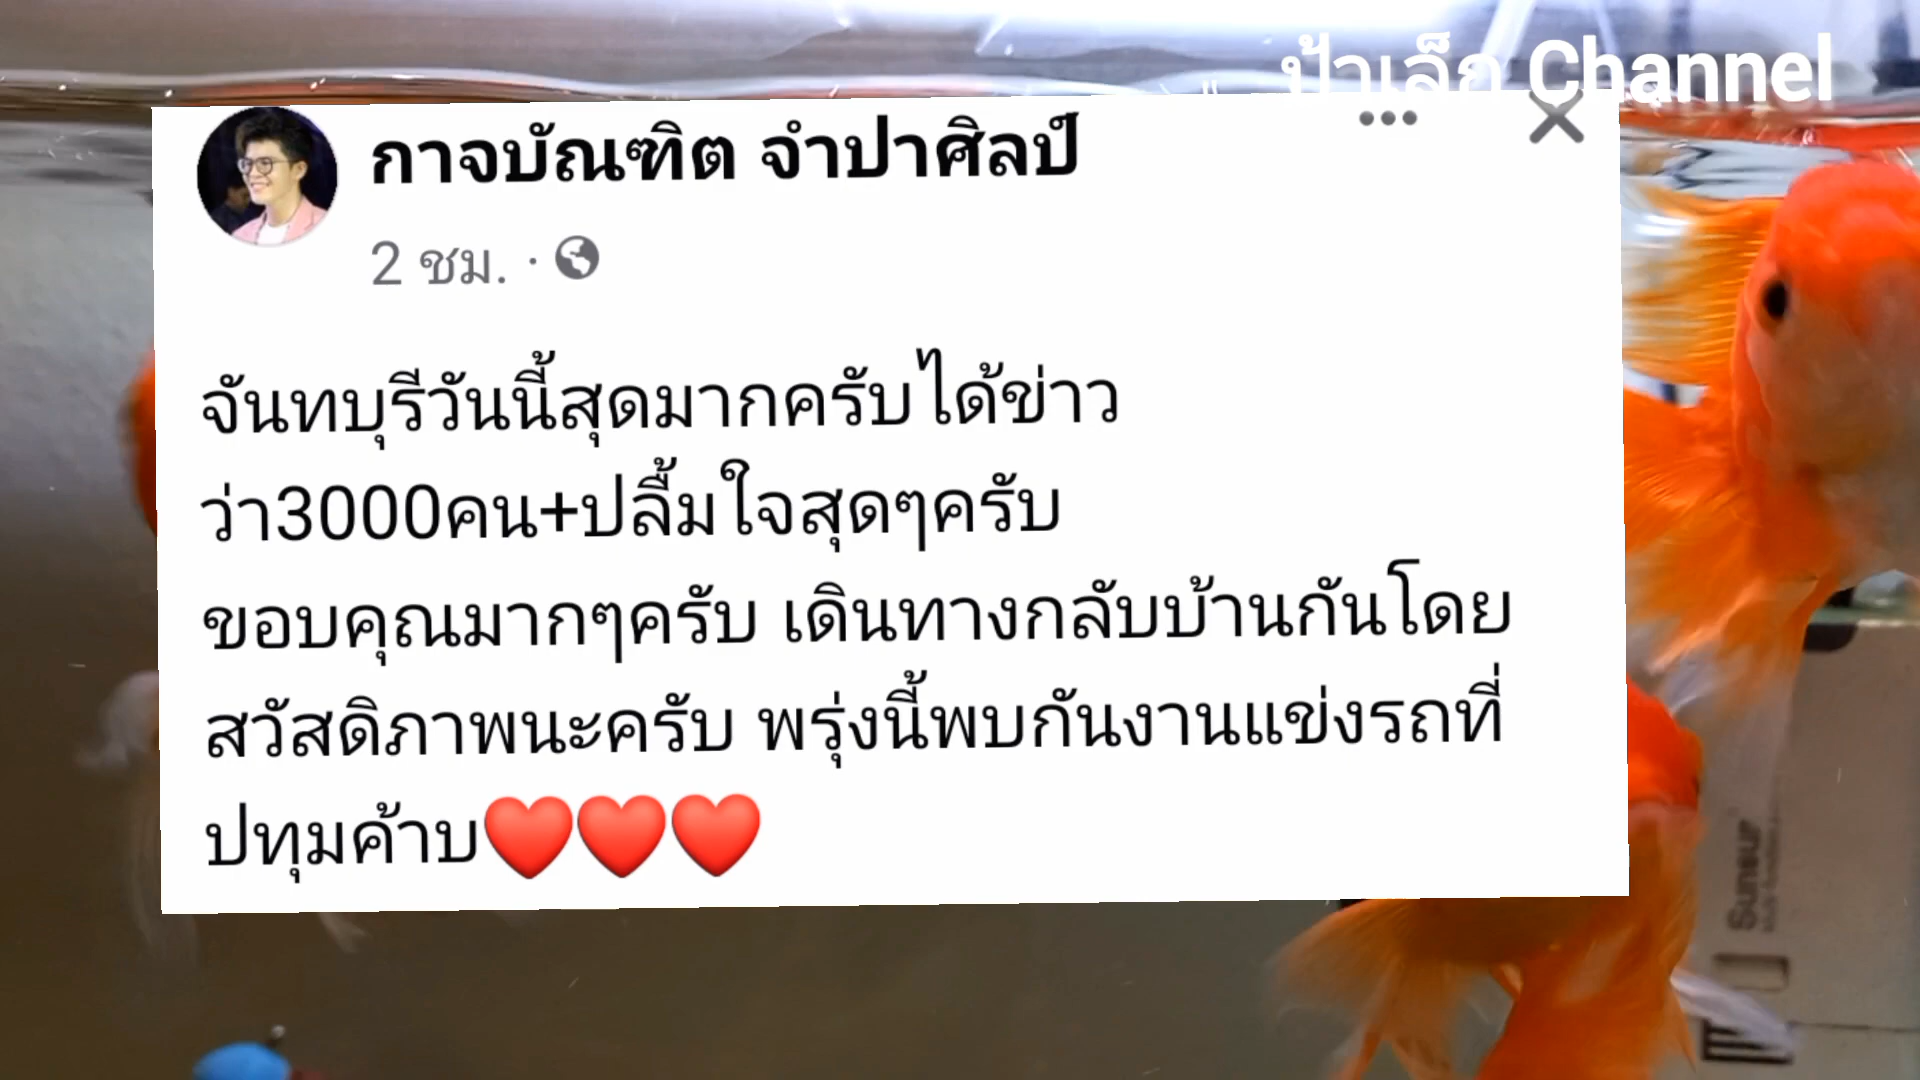 ป้าเล็ก Channel
กาจบัณฑิต จำปาศิลป์
2 ชม. ·
จันทบุรีวันนี้สุดมากครับได้ข่าว
ว่า3000คน+ปลื้มใจสุดๆครับ
ขอบคุณมากๆครับ เดินทางกลับบ้านกันโดย
สวัสดิภาพนะครับ พรุ่งนี้พบกันงานแข่งรถที่
ปทุมค้าบ❤️❤️❤️
Sunsun